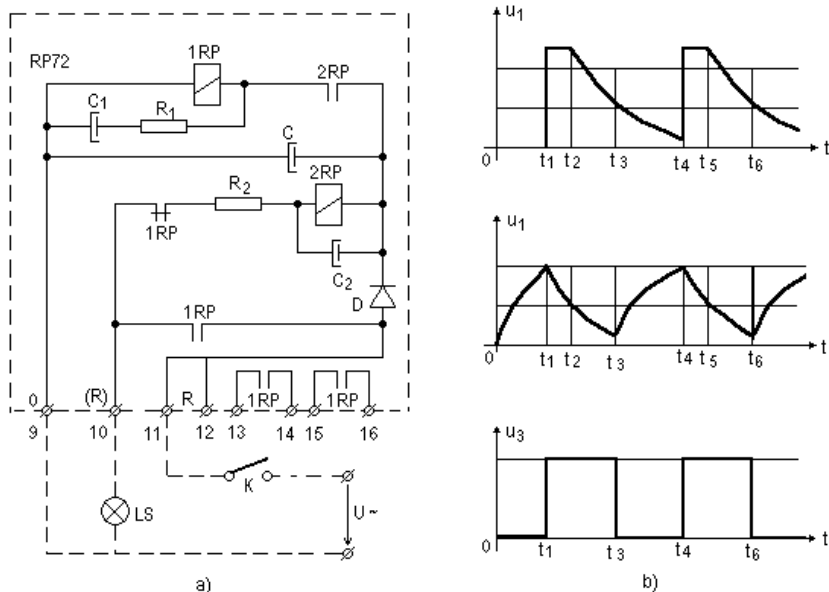 RP72
1RP
2RP
C1
R1
C
2RP
R2
1RP
C2
D
1RP
0
(R)
R
1RP
1RP
9
10
11
12
13
14
15
16
K
LS
U ~
a)
u1
0
t1
t2
t3
t4
t5
t6
t
u1
0
t1
t2
t3
t4
t5
t6
t
u3
0
t1
t3
t4
t6
t
b)